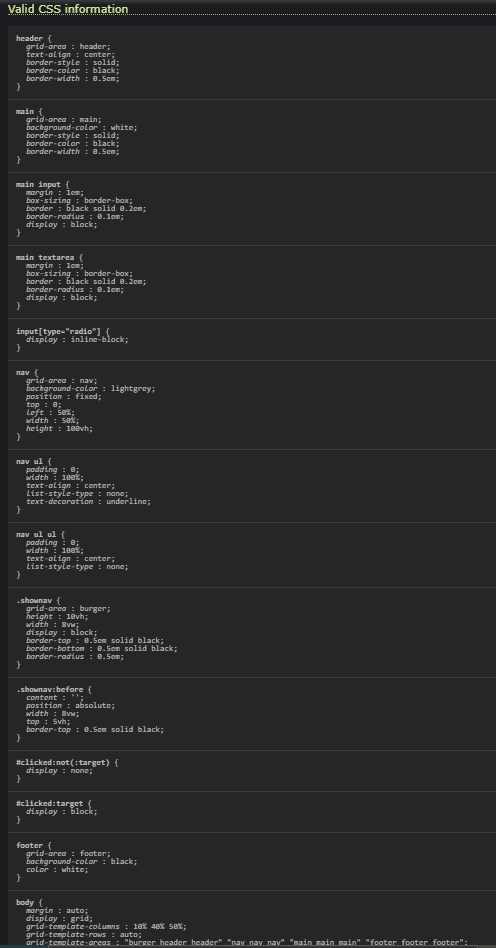 Valid CSS information
header {
grid-area : header;
text-align : center;
border-style : solid;
border-color : black;
border-width : 0.5em;
}
main {
grid-area : main;
background-color : white;
border-style : solid;
border-color : black;
border-width : 0.5em;
}
main input {
margin : 1em;
box-sizing : border-box;
border : black solid 0.2em;
border-radius : 0.1em;
display : block;
}
main textarea {
margin : 1em;
box-sizing : border-box;
border : black solid 0.2em;
border-radius : 0.1em;
display : block;
}
input[type="radio"] {
display : inline-block;
}
nav {
grid-area : nav;
background-color : lightgrey;
position : fixed;
top : 0;
left : 50%;
width : 50%;
height : 100vh;
}
nav ul {
padding : 0;
width : 100%;
text-align : center;
list-style-type : none;
text-decoration : underline;
}
nav ul ul {
padding : 0;
width : 100%;
text-align : center;
list-style-type : none;
}
.shownav {
grid-area : burger;
height : 10vh;
width : 8vw;
display : block;
border-top : 0.5em solid black;
border-bottom : 0.5em solid black;
border-radius : 0.5em;
}
.shownav:before {
content : '';
position : absolute;
width : 8vw;
top : 5vh;
border-top : 0.5em solid black;
}
#clicked:not(:target) {
display : none;
}
#clicked:target {
display : block;
}
footer {
grid-area : footer;
background-color : black;
color : white;
}
body {
margin : auto;
display : grid;
grid-template-columns : 10% 40% 50%;
grid-template-rows : auto;
grid-template-areas : "burger header header" "nav nav nav" "main main main" "footer footer footer";